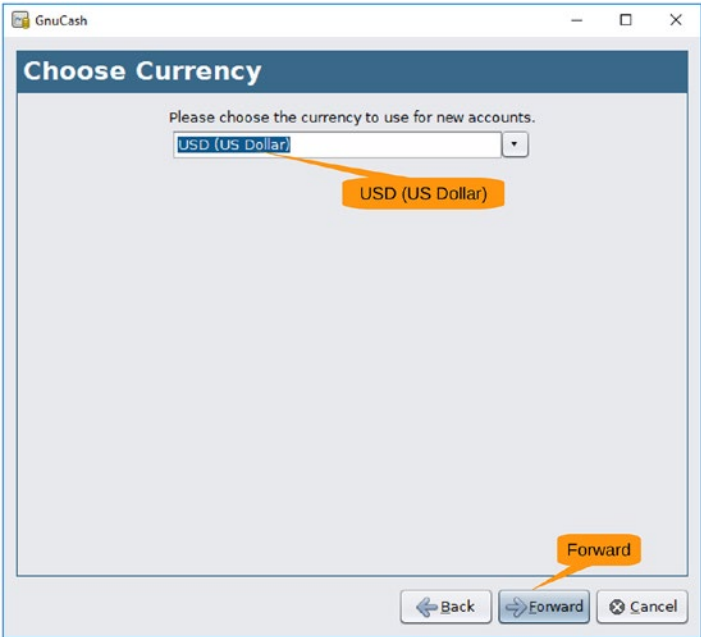 GnuCash
Choose Currency
Please choose the currency to use for new accounts.
USD (US Dollar)
USD (US Dollar)
Forward
Back Forward Cancel